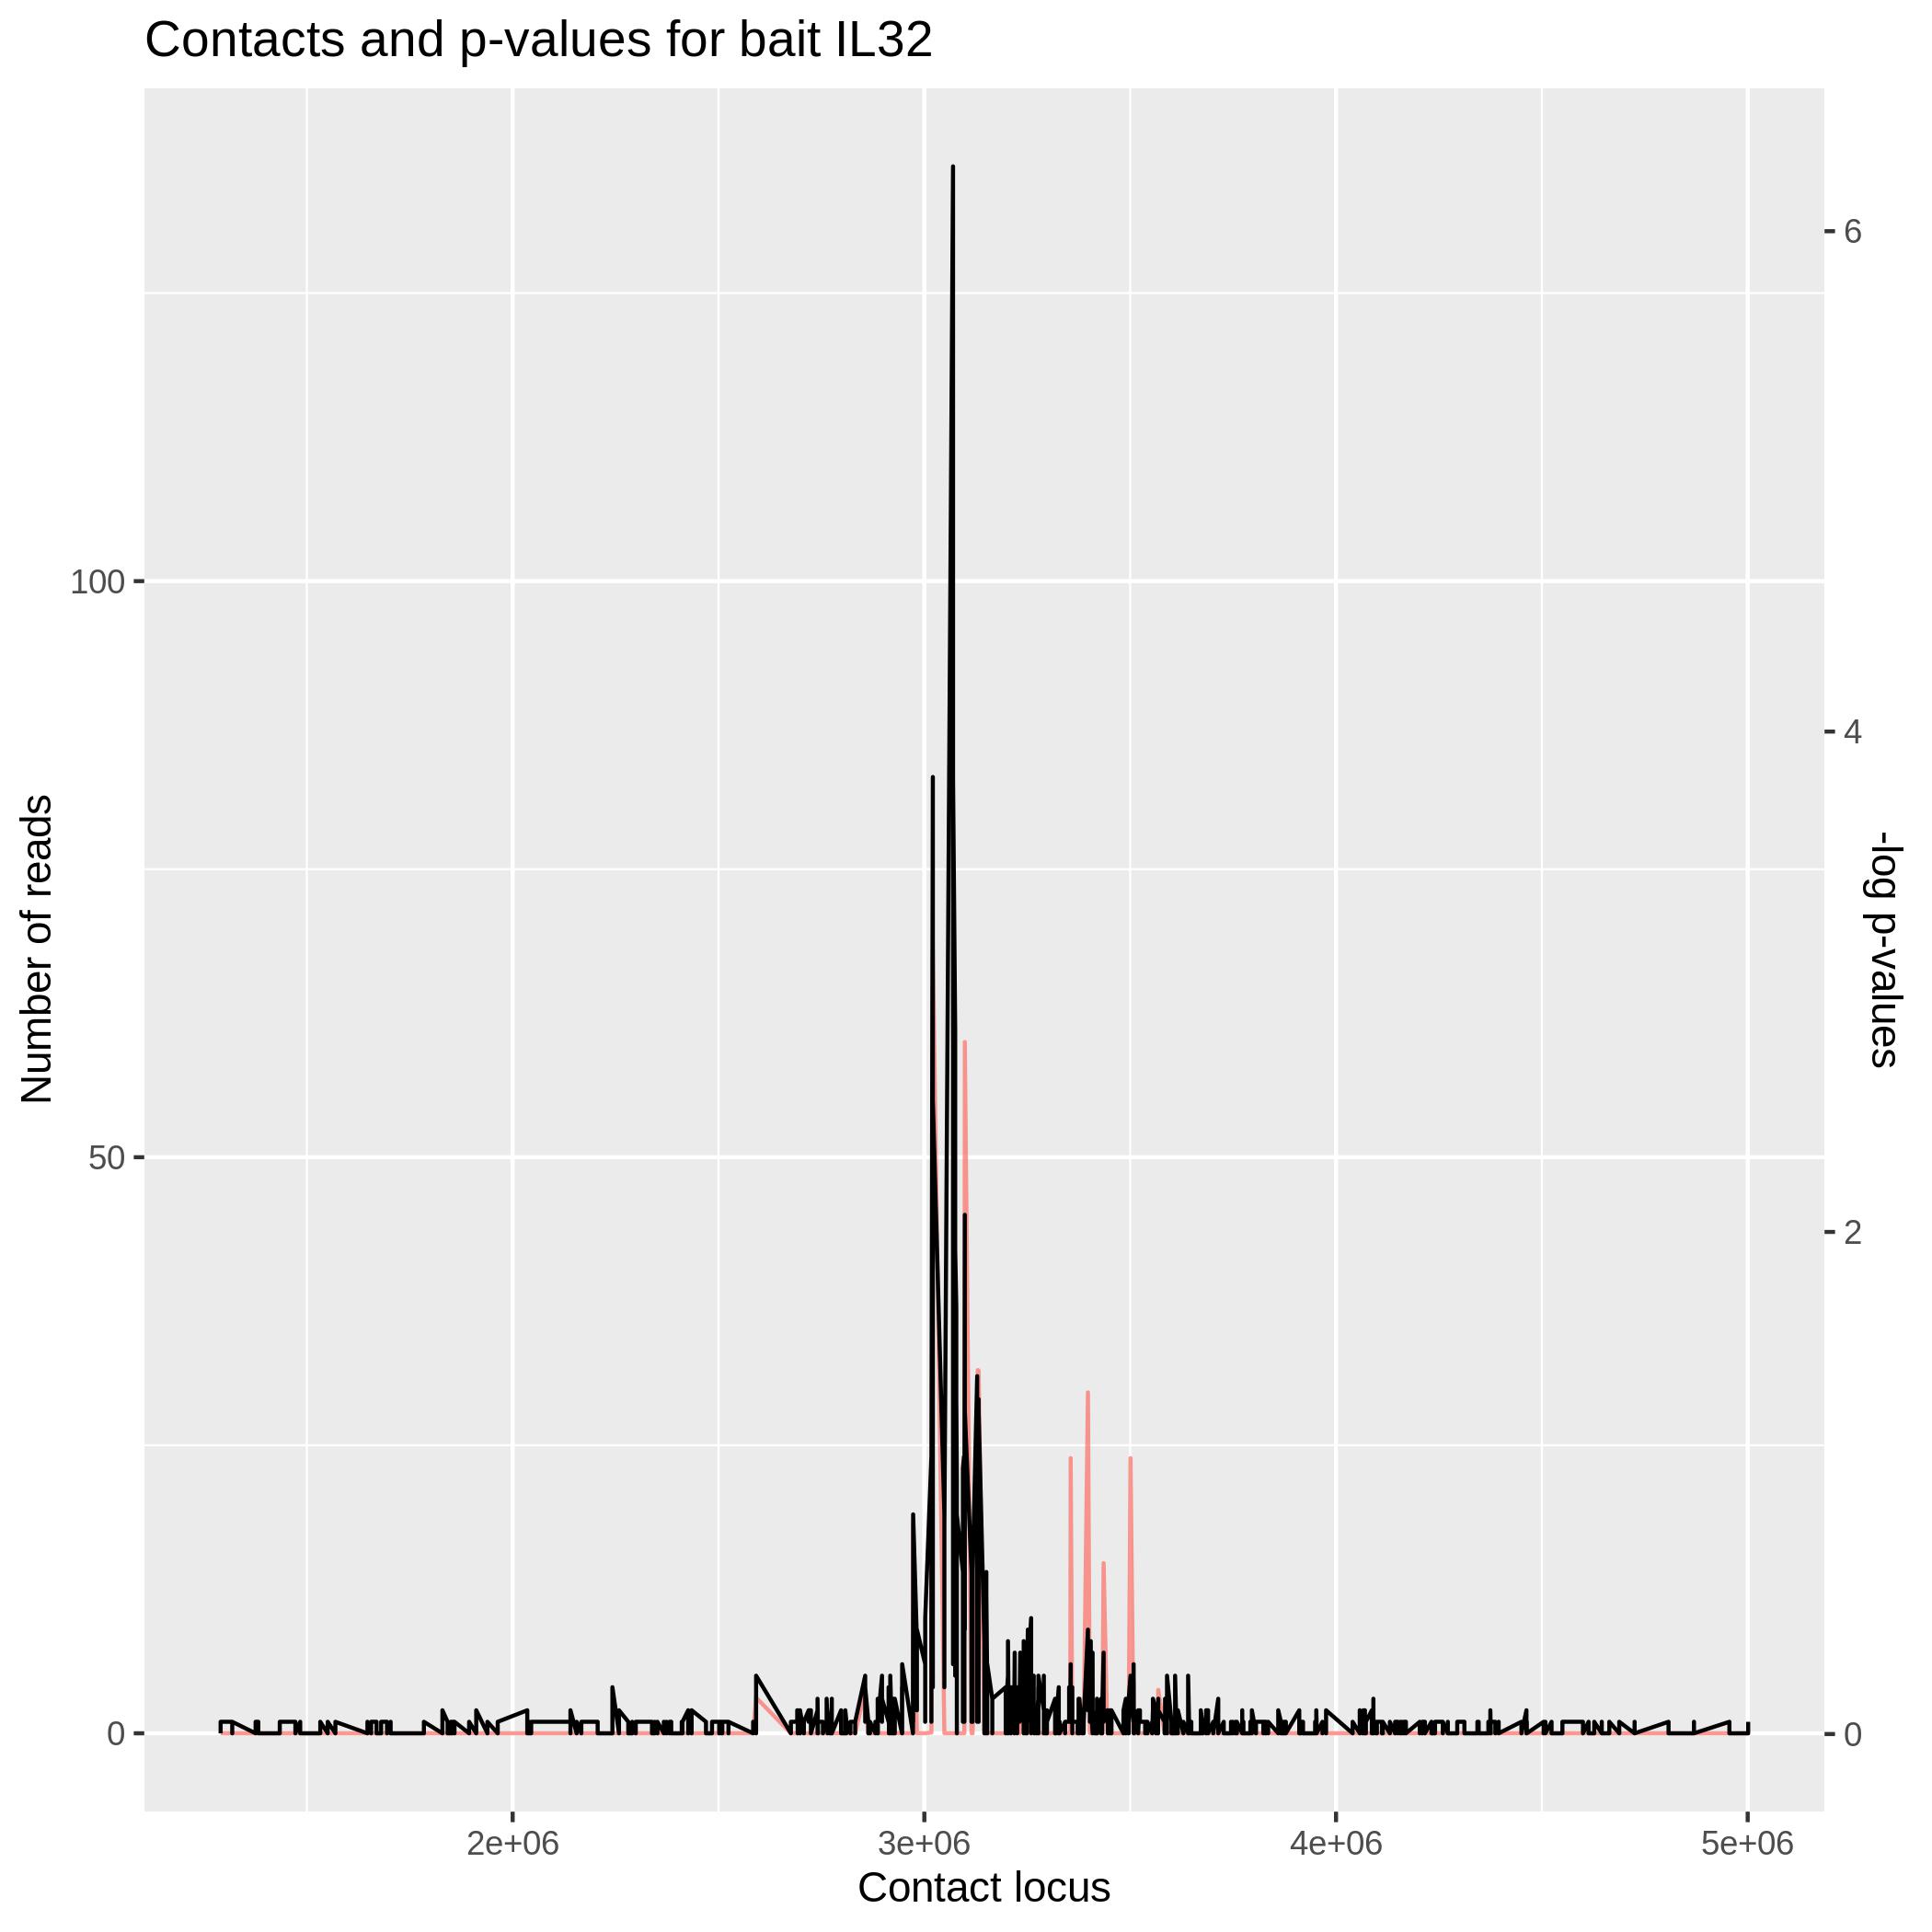 Contacts and p-values for bait IL32
6
100
4
Number of reads
-log p-values
50
2
0
0
2e+06
3e+06
4e+06
5e+06
Contact locus